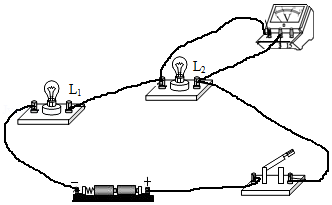 V
L₂
L₁
− +